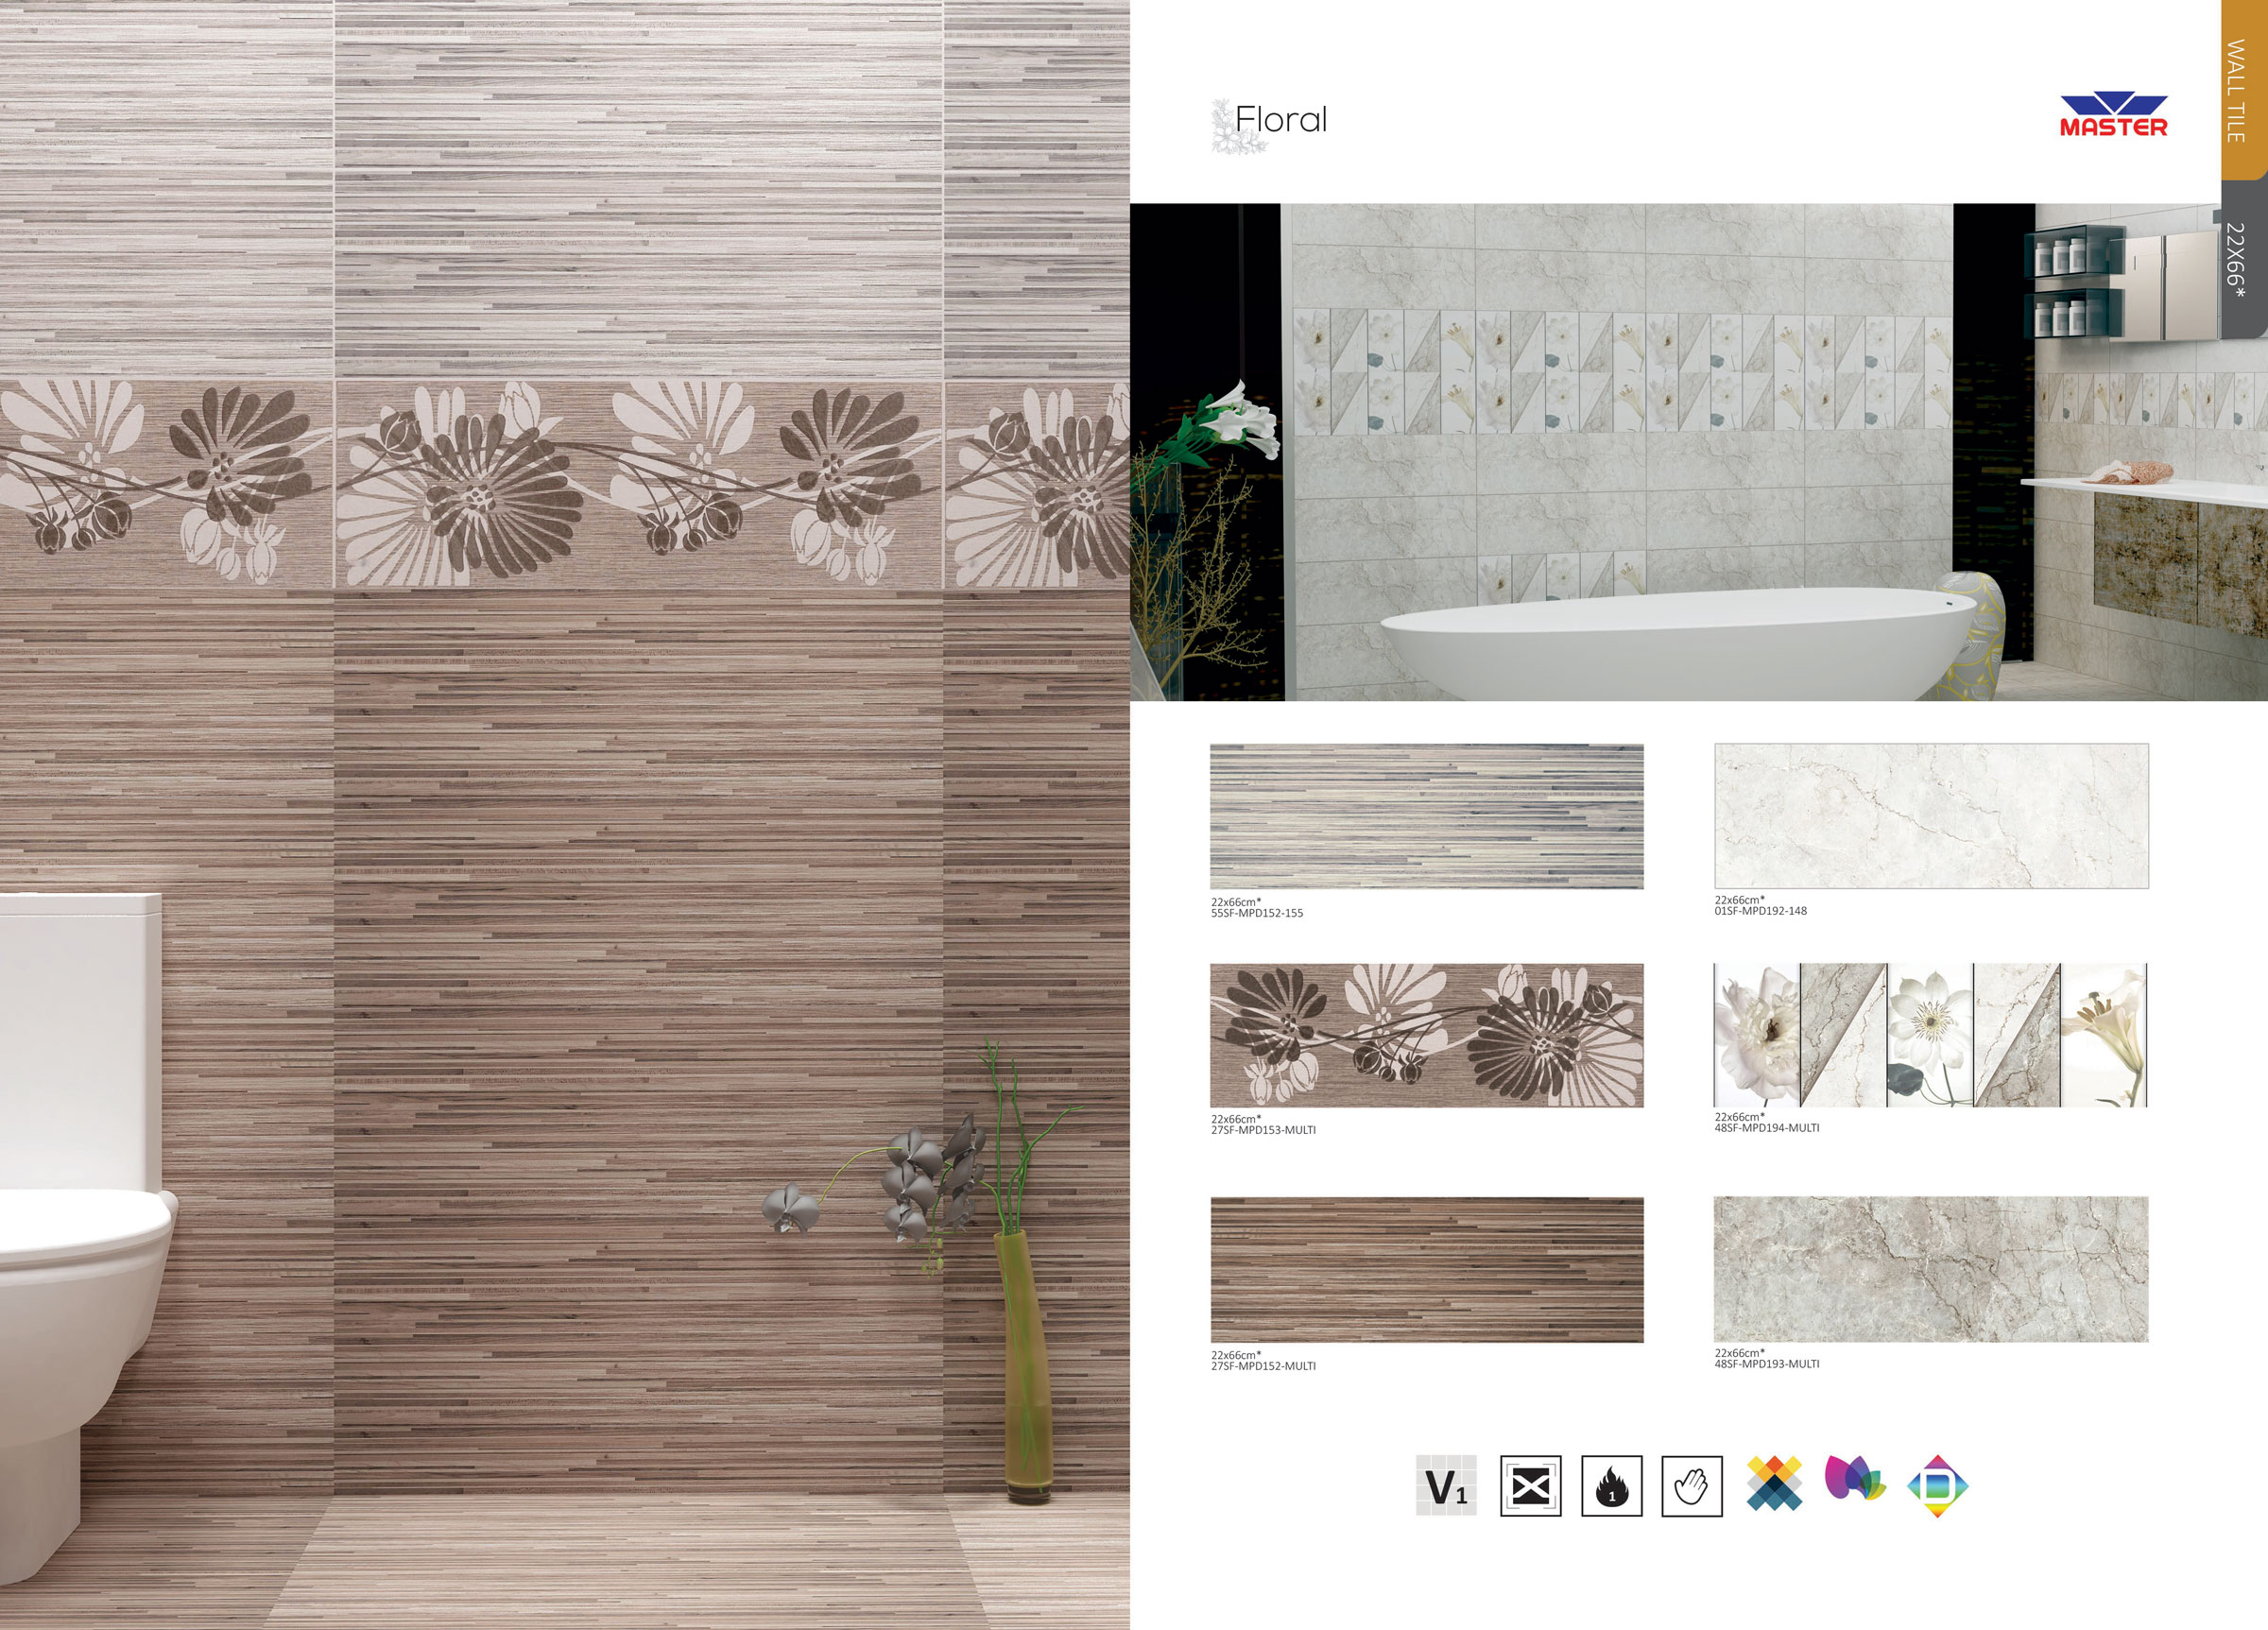 Floral
MASTER
WALL TILE
22X66*
22x66cm*
55SF-MPD152-155
22x66cm*
01SF-MPD192-148
22x66cm*
27SF-MPD153-MULTI
22x66cm*
48SF-MPD194-MULTI
22x66cm*
27SF-MPD152-MULTI
22x66cm*
48SF-MPD193-MULTI
V1
1
D